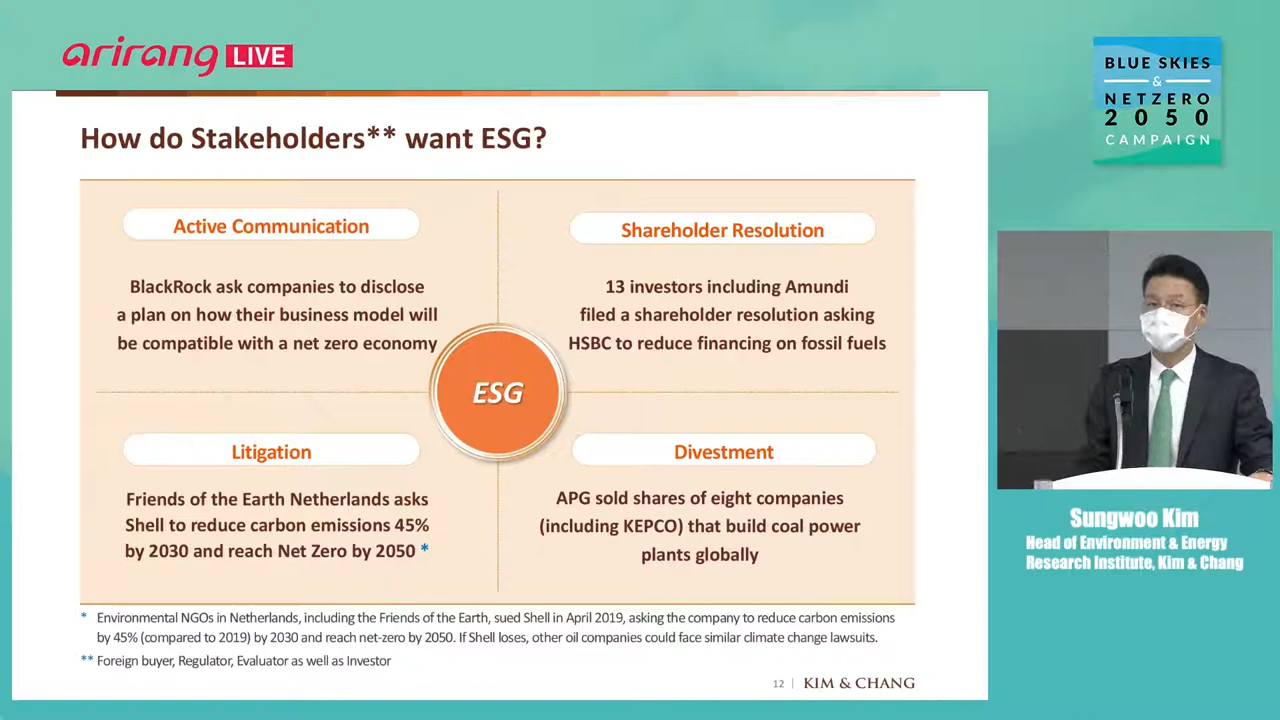 arirang LIVE
BLUE SKIES
&
NETZERO
2050
CAMPAIGN
How do Stakeholders** want ESG?
Active Communication
BlackRock ask companies to disclose
a plan on how their business model will
be compatible with a net zero economy
Shareholder Resolution
13 investors including Amundi
filed a shareholder resolution asking
HSBC to reduce financing on fossil fuels
ESG
Litigation
Friends of the Earth Netherlands asks
Shell to reduce carbon emissions 45%
by 2030 and reach Net Zero by 2050 *
Divestment
APG sold shares of eight companies
(including KEPCO) that build coal power
plants globally
* Environmental NGOs in Netherlands, including the Friends of the Earth, sued Shell in April 2019, asking the company to reduce carbon emissions
by 45% (compared to 2019) by 2030 and reach net-zero by 2050. If Shell loses, other oil companies could face similar climate change lawsuits.
** Foreign buyer, Regulator, Evaluator as well as Investor
12 | KIM & CHANG
Sungwoo Kim
Head of Environment & Energy
Research Institute, Kim & Chang